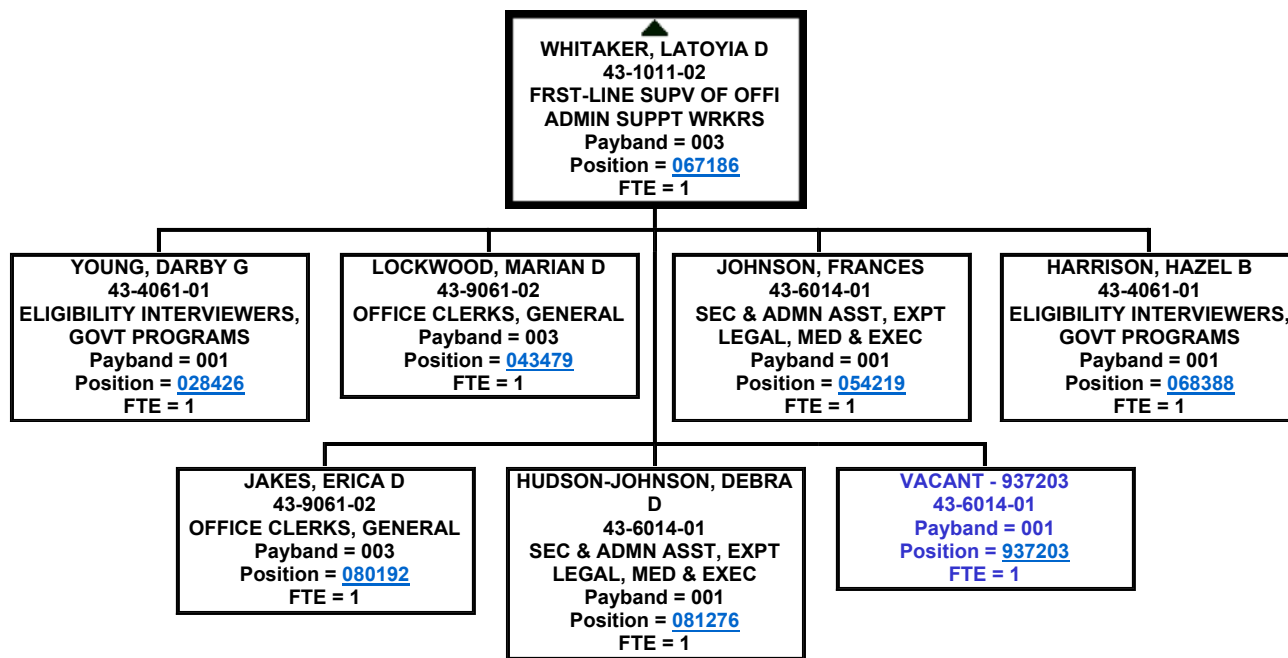 WHITAKER, LATOYIA D
43-1011-02
FRST-LINE SUPV OF OFFI
ADMIN SUPPT WRKRS
Payband = 003
Position = 067186
FTE = 1
YOUNG, DARBY G
43-4061-01
ELIGIBILITY INTERVIEWERS,
GOVT PROGRAMS
Payband = 001
Position = 028426
FTE = 1
LOCKWOOD, MARIAN D
43-9061-02
OFFICE CLERKS, GENERAL
Payband = 003
Position = 043479
FTE = 1
JOHNSON, FRANCES
43-6014-01
SEC & ADMN ASST, EXPT
LEGAL, MED & EXEC
Payband = 001
Position = 054219
FTE = 1
HARRISON, HAZEL B
43-4061-01
ELIGIBILITY INTERVIEWERS,
GOVT PROGRAMS
Payband = 001
Position = 068388
FTE = 1
JAKES, ERICA D
43-9061-02
OFFICE CLERKS, GENERAL
Payband = 003
Position = 080192
FTE = 1
HUDSON-JOHNSON, DEBRA
D
43-6014-01
SEC & ADMN ASST, EXPT
LEGAL, MED & EXEC
Payband = 001
Position = 081276
FTE = 1
VACANT - 937203
43-6014-01
Payband = 001
Position = 937203
FTE = 1